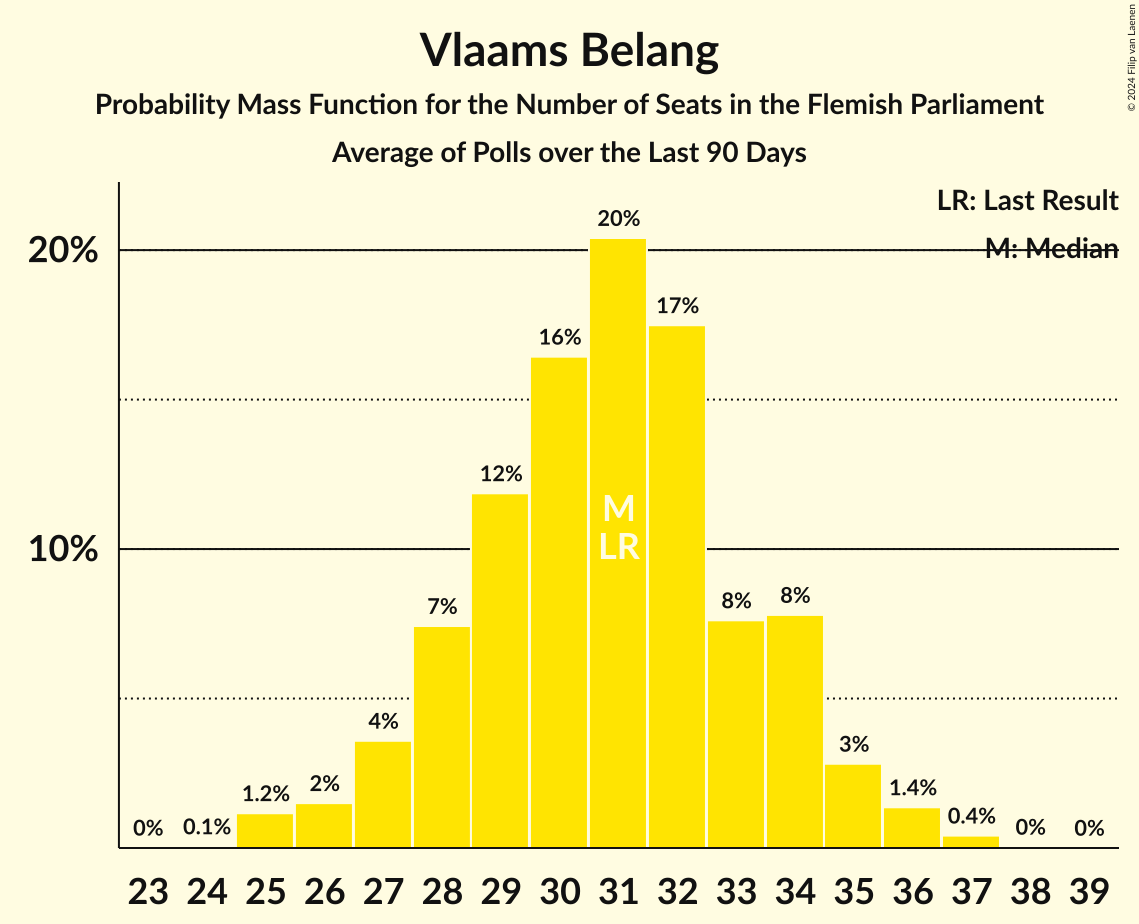 Vlaams Belang
Probability Mass Function for the Number of Seats in the Flemish Parliament
Average of Polls over the Last 90 Days
© 2024 Filip van Laenen
LR: Last Result
M: Median
20%
10%
0%
0.1%
1.2%
2%
4%
7%
12%
16%
20%
17%
8%
8%
3%
1.4%
0.4%
0%
0%
M
LR
23 24 25 26 27 28 29 30 31 32 33 34 35 36 37 38 39